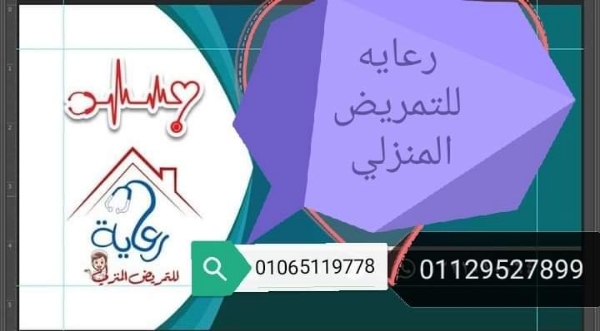 رعايه
للتمريض
المنزلي
رعاية
للتمريض المنزلي
01065119778
01129527899